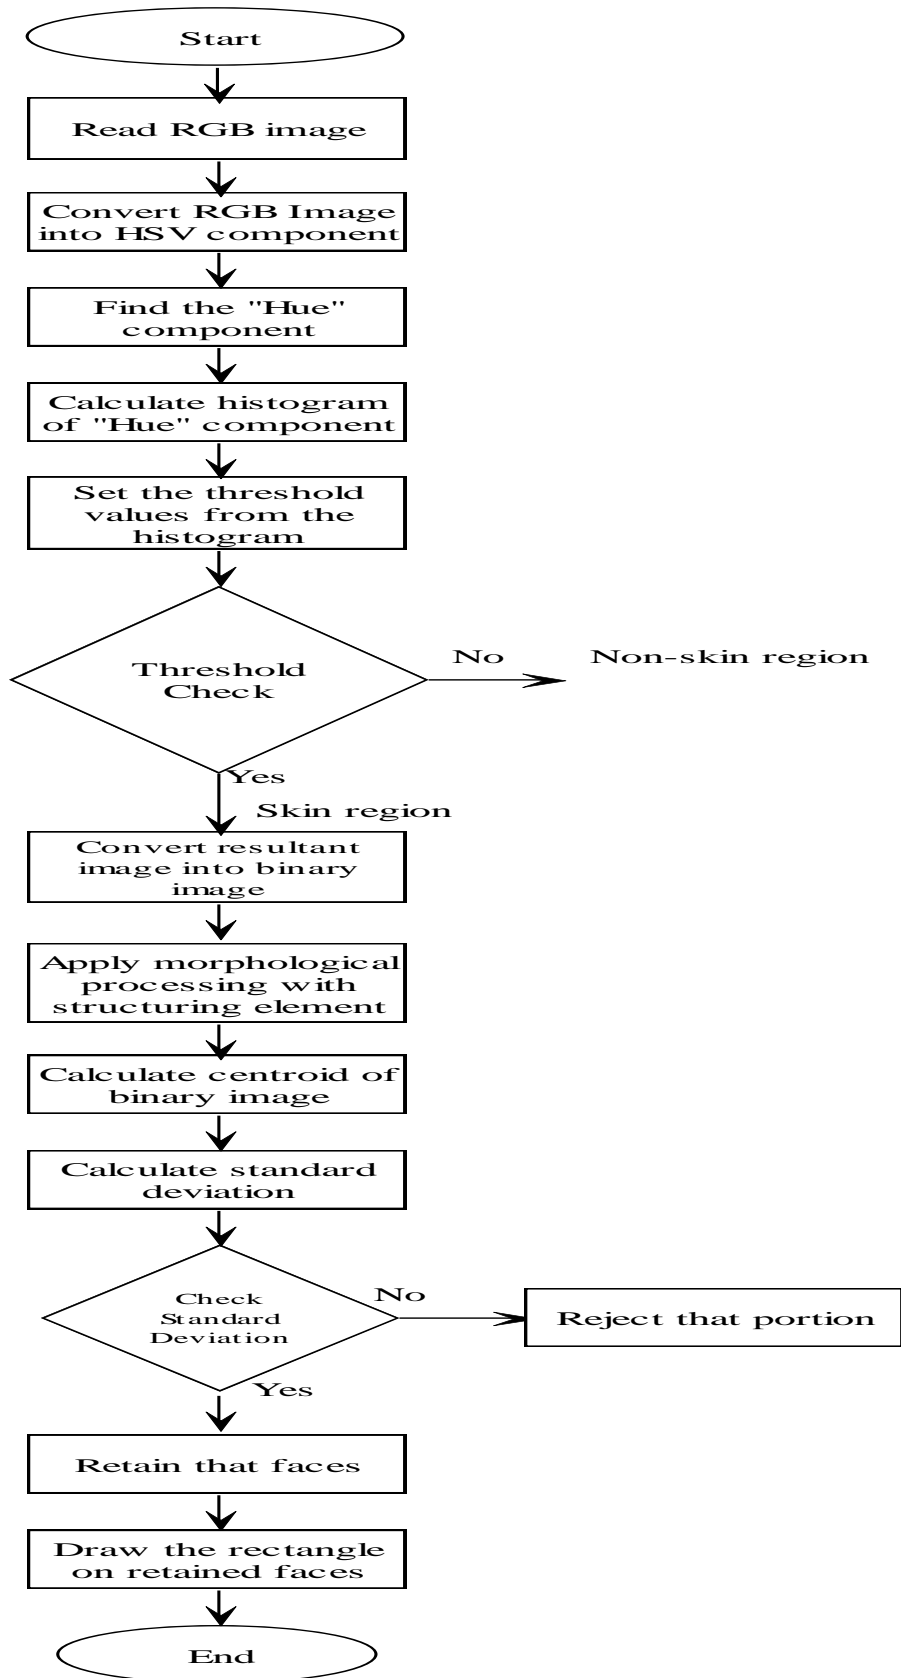 Start
Read RGB image
Convert RGB Image
into HSV component
Find the "Hue"
component
Calculate histogram
of "Hue" component
Set the threshold
values from the
histogram
Threshold
Check
No
Non-skin region
Yes
Skin region
Convert resultant
image into binary
image
Apply morphological
processing with
structuring element
Calculate centroid of
binary image
Calculate standard
deviation
Check
Standard
Deviation
No
Reject that portion
Yes
Retain that faces
Draw the rectangle
on retained faces
End